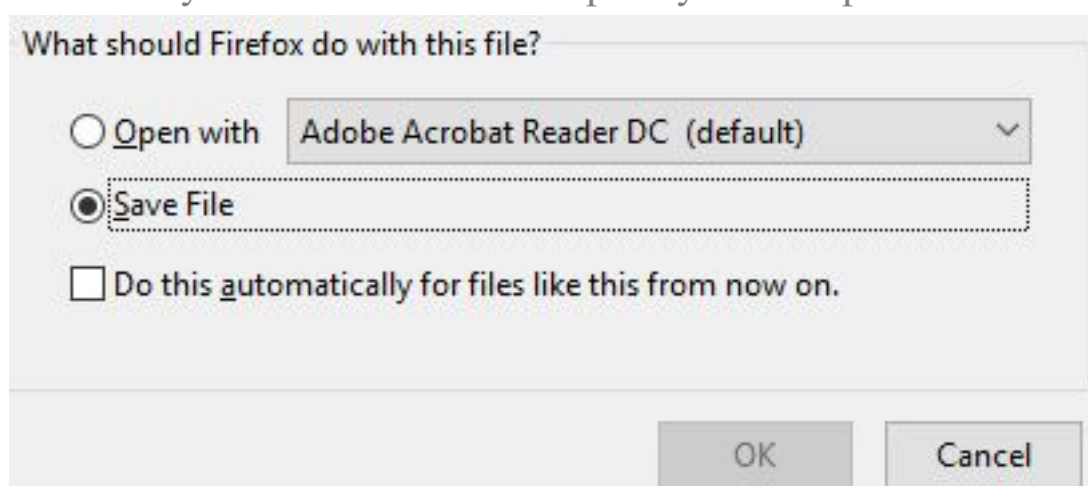 What should Firefox do with this file?
Open with Adobe Acrobat Reader DC (default)
Save File
Do this automatically for files like this from now on.
OK Cancel